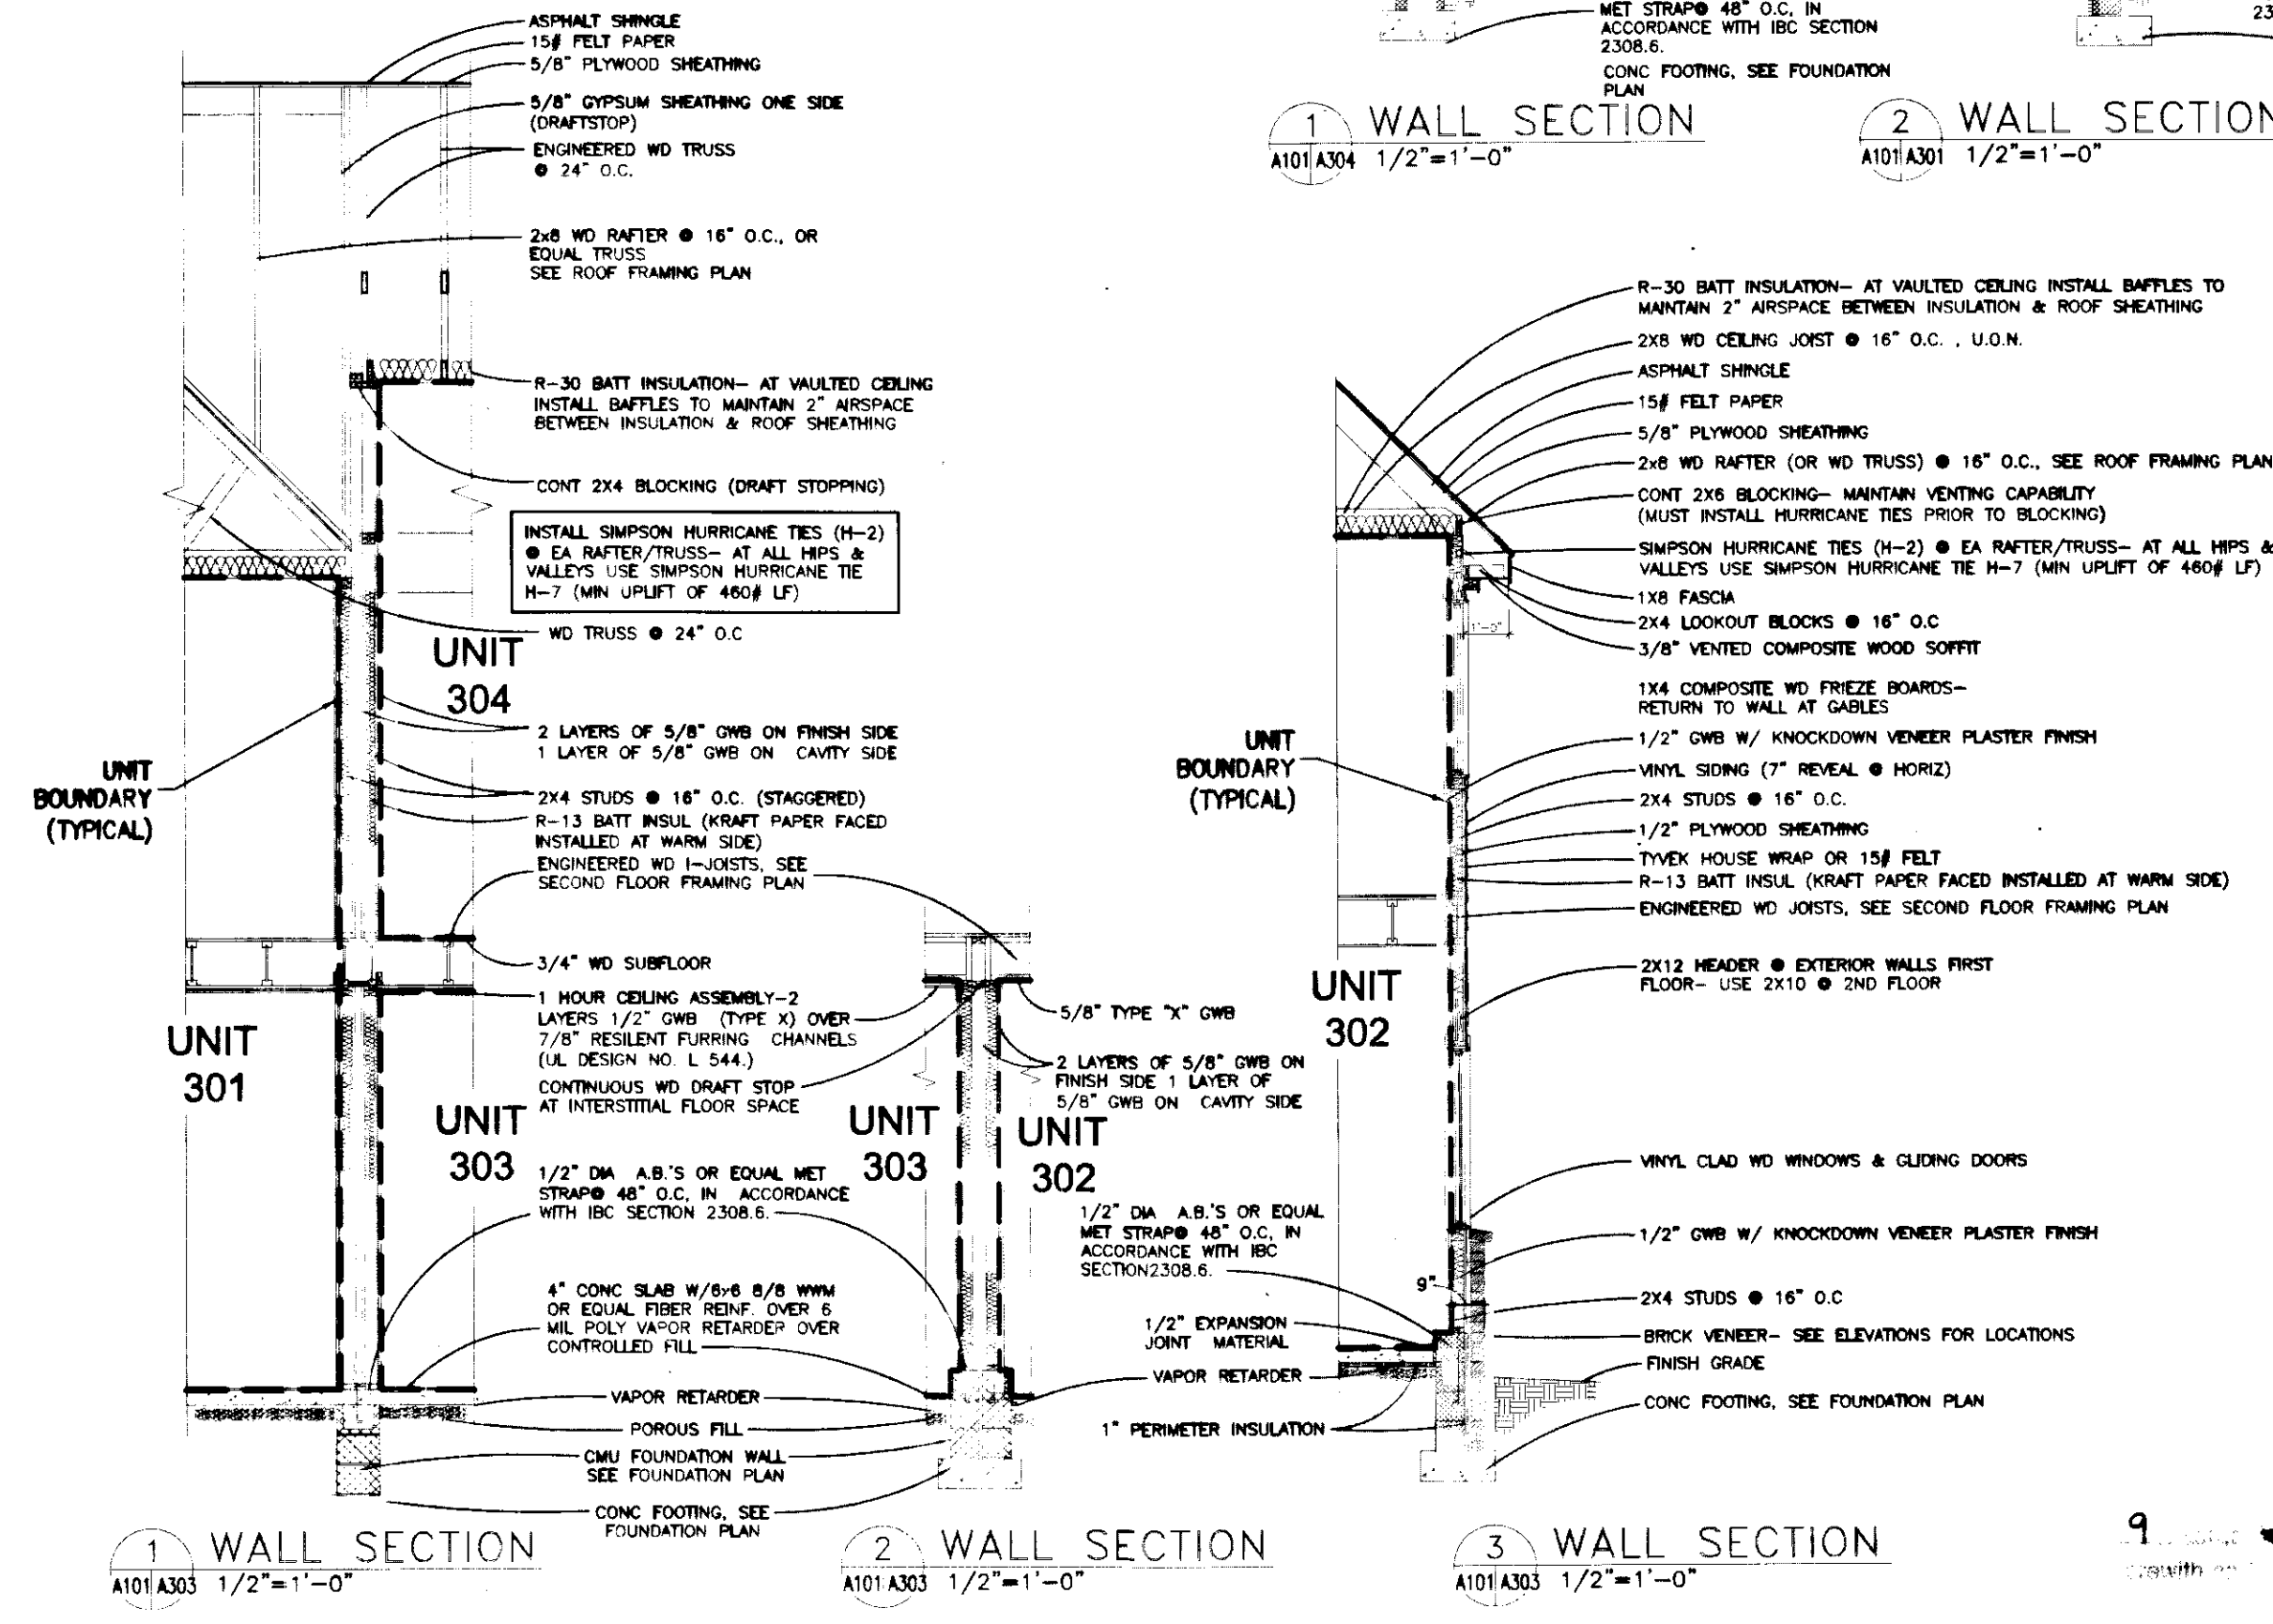 ASPHALT SHINGLE
15# FELT PAPER
5/8" PLYWOOD SHEATHING
5/8" GYPSUM SHEATHING ONE SIDE
(DRAFTSTOP)
ENGINEERED WD TRUSS
@ 24" O.C.
2x8 WD RAFTER @ 16" O.C., OR
EQUAL TRUSS
SEE ROOF FRAMING PLAN
R-30 BATT INSULATION- AT VAULTED CEILING
INSTALL BAFFLES TO MAINTAIN 2" AIRSPACE
BETWEEN INSULATION & ROOF SHEATHING
CONT 2X4 BLOCKING (DRAFT STOPPING)
INSTALL SIMPSON HURRICANE TIES (H-2)
@ EA RAFTER/TRUSS- AT ALL HIPS &
VALLEYS USE SIMPSON HURRICANE TIE
H-7 (MIN UPLIFT OF 460# LF)
WD TRUSS @ 24" O.C
UNIT
304
2 LAYERS OF 5/8" GWB ON FINISH SIDE
1 LAYER OF 5/8" GWB ON CAVITY SIDE
UNIT
BOUNDARY
(TYPICAL)
2X4 STUDS @ 16" O.C. (STAGGERED)
R-13 BATT INSUL (KRAFT PAPER FACED
INSTALLED AT WARM SIDE)
ENGINEERED WD I-JOISTS, SEE
SECOND FLOOR FRAMING PLAN
3/4" WD SUBFLOOR
1 HOUR CEILING ASSEMBLY-2
LAYERS 1/2" GWB (TYPE X) OVER
7/8" RESILENT FURRING CHANNELS
(UL DESIGN NO. L 544.)
CONTINUOUS WD DRAFT STOP
AT INTERSTITIAL FLOOR SPACE
UNIT
301
UNIT
303
1/2" DIA A.B.'S OR EQUAL MET
STRAP@ 48" O.C, IN ACCORDANCE
WITH IBC SECTION 2308.6.
4" CONC SLAB W/6x6 8/8 WWM
OR EQUAL FIBER REINF. OVER 6
MIL POLY VAPOR RETARDER OVER
CONTROLLED FILL
VAPOR RETARDER
POROUS FILL
CMU FOUNDATION WALL
SEE FOUNDATION PLAN
CONC FOOTING, SEE
FOUNDATION PLAN
1 WALL SECTION
A101 A303 1/2"=1'-0"
5/8" TYPE "X" GWB
2 LAYERS OF 5/8" GWB ON
FINISH SIDE 1 LAYER OF
5/8" GWB ON CAVITY SIDE
UNIT
303
UNIT
302
1/2" DIA A.B.'S OR EQUAL
MET STRAP@ 48" O.C, IN
ACCORDANCE WITH IBC
SECTION2308.6.
1/2" EXPANSION
JOINT MATERIAL
VAPOR RETARDER
1" PERIMETER INSULATION
2 WALL SECTION
A101 A303 1/2"=1'-0"
MET STRAP@ 48" O.C, IN
ACCORDANCE WITH IBC SECTION
2308.6.
CONC FOOTING, SEE FOUNDATION
PLAN
1 WALL SECTION
A101 A304 1/2"=1'-0"
23
2 WALL SECTION
A101 A301 1/2"=1'-0"
R-30 BATT INSULATION- AT VAULTED CEILING INSTALL BAFFLES TO
MAINTAIN 2" AIRSPACE BETWEEN INSULATION & ROOF SHEATHING
2X8 WD CEILING JOIST @ 16" O.C. , U.O.N.
ASPHALT SHINGLE
15# FELT PAPER
5/8" PLYWOOD SHEATHING
2x8 WD RAFTER (OR WD TRUSS) @ 16" O.C., SEE ROOF FRAMING PLAN
CONT 2X6 BLOCKING- MAINTAIN VENTING CAPABILITY
(MUST INSTALL HURRICANE TIES PRIOR TO BLOCKING)
SIMPSON HURRICANE TIES (H-2) @ EA RAFTER/TRUSS- AT ALL HIPS &
VALLEYS USE SIMPSON HURRICANE TIE H-7 (MIN UPLIFT OF 460# LF)
1X8 FASCIA
2X4 LOOKOUT BLOCKS @ 16" O.C
1'-0"
3/8" VENTED COMPOSITE WOOD SOFFIT
1X4 COMPOSITE WD FRIEZE BOARDS-
RETURN TO WALL AT GABLES
1/2" GWB W/ KNOCKDOWN VENEER PLASTER FINISH
UNIT
BOUNDARY
(TYPICAL)
VINYL SIDING (7" REVEAL @ HORIZ)
2X4 STUDS @ 16" O.C.
1/2" PLYWOOD SHEATHING
TYVEK HOUSE WRAP OR 15# FELT
R-13 BATT INSUL (KRAFT PAPER FACED INSTALLED AT WARM SIDE)
ENGINEERED WD JOISTS, SEE SECOND FLOOR FRAMING PLAN
2X12 HEADER @ EXTERIOR WALLS FIRST
FLOOR- USE 2X10 @ 2ND FLOOR
UNIT
302
VINYL CLAD WD WINDOWS & GLIDING DOORS
1/2" GWB W/ KNOCKDOWN VENEER PLASTER FINISH
9"
2X4 STUDS @ 16" O.C
BRICK VENEER- SEE ELEVATIONS FOR LOCATIONS
FINISH GRADE
CONC FOOTING, SEE FOUNDATION PLAN
3 WALL SECTION
A101 A303 1/2"=1'-0"
9